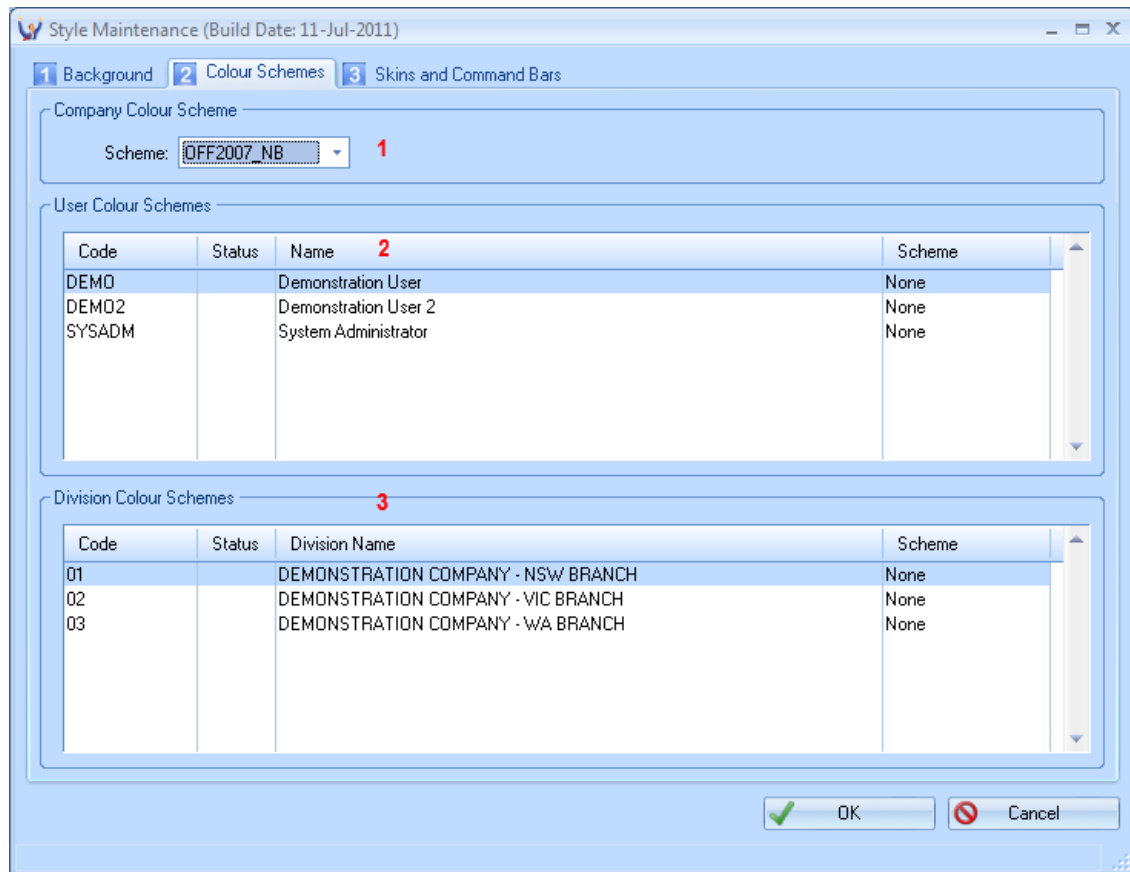 Style Maintenance (Build Date: 11-Jul-2011)
1 Background 2 Colour Schemes 3 Skins and Command Bars
Company Colour Scheme
Scheme: OFF2007_NB 1
User Colour Schemes
Code Status Name 2 Scheme
DEMO Demonstration User None
DEMO2 Demonstration User 2 None
SYSADM System Administrator None
Division Colour Schemes 3
Code Status Division Name Scheme
01 DEMONSTRATION COMPANY - NSW BRANCH None
02 DEMONSTRATION COMPANY - VIC BRANCH None
03 DEMONSTRATION COMPANY - WA BRANCH None
OK Cancel